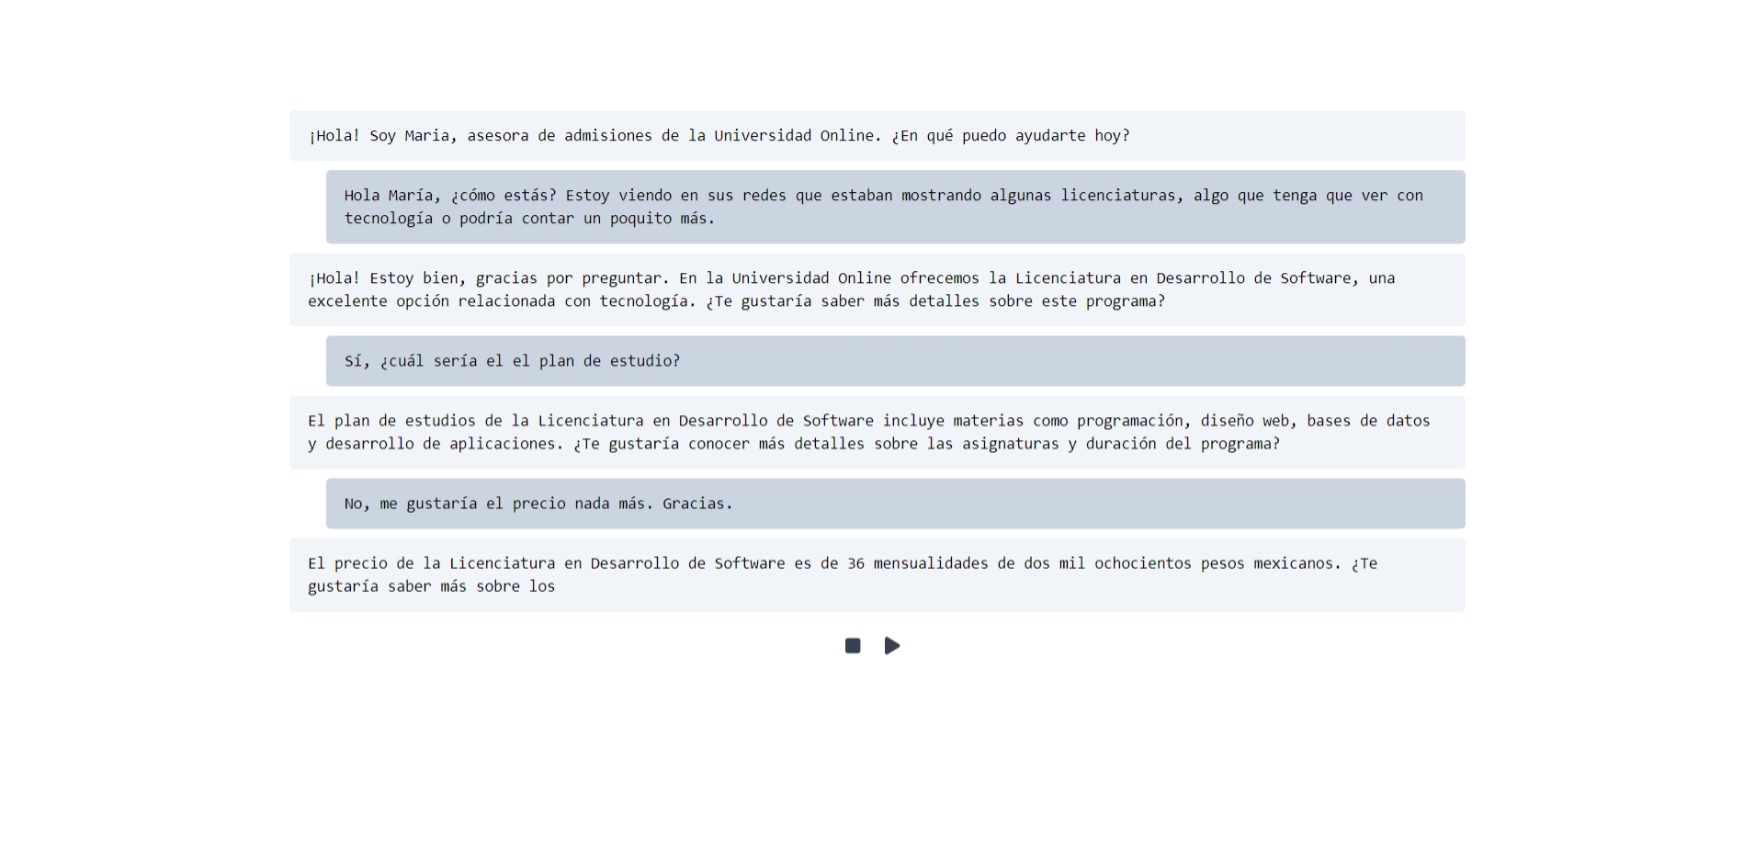 ¡Hola! Soy Maria, asesora de admisiones de la Universidad Online. ¿En qué puedo ayudarte hoy?
Hola María, ¿cómo estás? Estoy viendo en sus redes que estaban mostrando algunas licenciaturas, algo que tenga que ver con
tecnología o podría contar un poquito más.
¡Hola! Estoy bien, gracias por preguntar. En la Universidad Online ofrecemos la Licenciatura en Desarrollo de Software, una
excelente opción relacionada con tecnología. ¿Te gustaría saber más detalles sobre este programa?
Sí, ¿cuál sería el el plan de estudio?
El plan de estudios de la Licenciatura en Desarrollo de Software incluye materias como programación, diseño web, bases de datos
y desarrollo de aplicaciones. ¿Te gustaría conocer más detalles sobre las asignaturas y duración del programa?
No, me gustaría el precio nada más. Gracias.
El precio de la Licenciatura en Desarrollo de Software es de 36 mensualidades de dos mil ochocientos pesos mexicanos. ¿Te
gustaría saber más sobre los